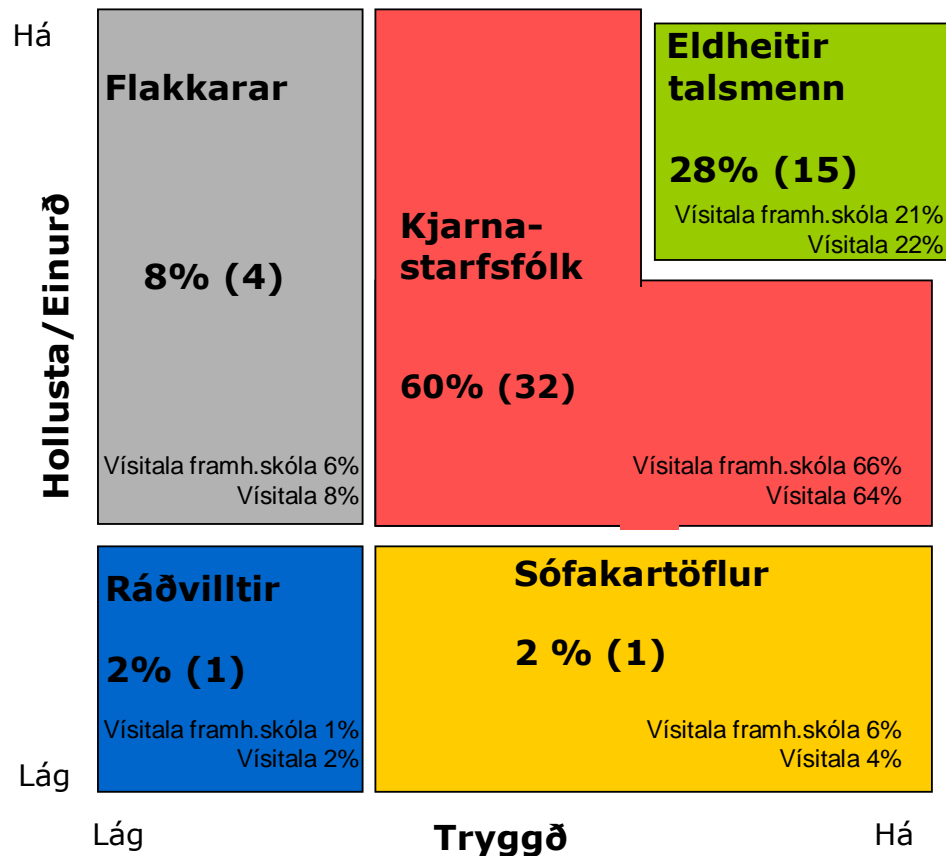 Há
Hollusta/Einurð
Flakkarar
8% (4)
Vísitala framh.skóla 6%
Vísitala 8%
Kjarna-
starfsfólk
60% (32)
Vísitala framh.skóla 66%
Vísitala 64%
Eldheitir
talsmenn
28% (15)
Vísitala framh.skóla 21%
Vísitala 22%
Ráðvilltir
2% (1)
Vísitala framh.skóla 1%
Vísitala 2%
Sófakartöflur
2 % (1)
Vísitala framh.skóla 6%
Vísitala 4%
Lág
Lág
Tryggð
Há